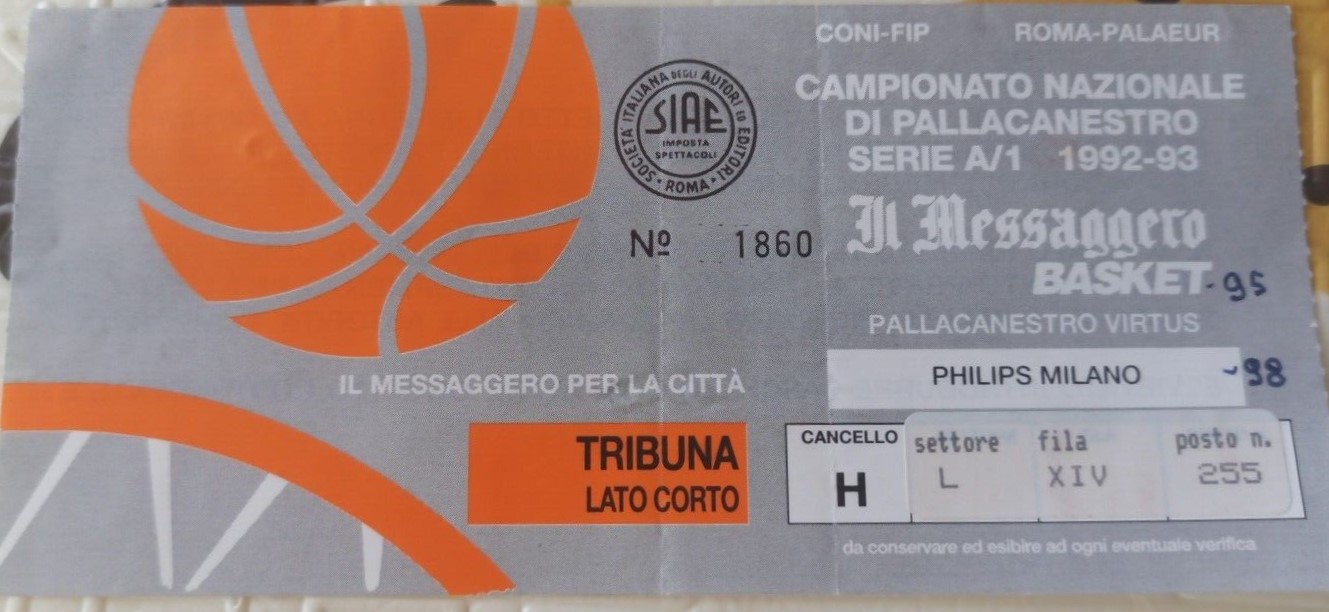 CONI-FIP ROMA-PALAEUR
CAMPIONATO NAZIONALE
DI PALLACANESTRO
SERIE A/1 1992-93
Il Messaggero
BASKET -95
PALLACANESTRO VIRTUS
PHILIPS MILANO -98
SOCIETÀ ITALIANA DEGLI AUTORI ED EDITORI
SIAE
IMPOSTA
SPETTACOLI
ROMA
Nº 1860
IL MESSAGGERO PER LA CITTÀ
TRIBUNA
LATO CORTO
CANCELLO settore fila posto n.
H L XIV 255
da conservare ed esibire ad ogni eventuale verifica